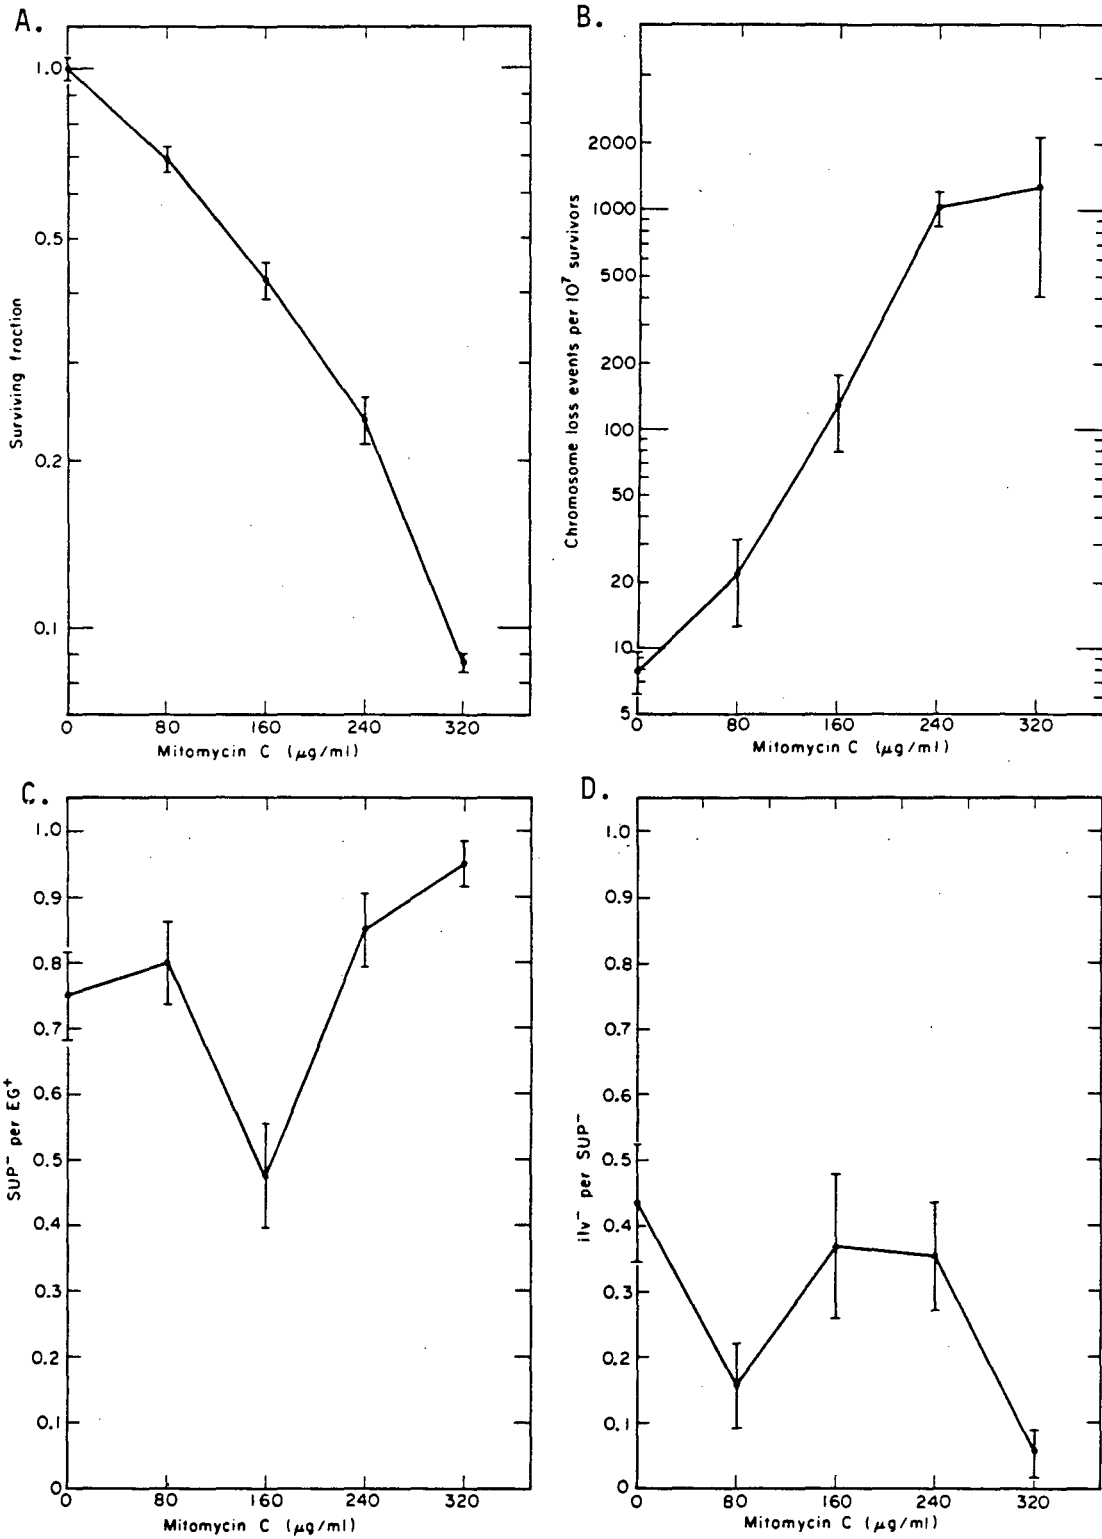 A.
1.0
0.5
0.2
0.1
Surviving fraction
0 80 160 240 320
Mitomycin C (μg/ml)
B.
2000
1000
500
200
100
50
20
10
5
Chromosome loss events per 10⁷ survivors
0 80 160 240 320
Mitomycin C (μg/ml)
C.
1.0
0.9
0.8
0.7
0.6
0.5
0.4
0.3
0.2
0.1
0
SUP⁻ per EG⁺
0 80 160 240 320
Mitomycin C (μg/ml)
D.
1.0
0.9
0.8
0.7
0.6
0.5
0.4
0.3
0.2
0.1
0
ilv⁻ per SUP⁻
0 80 160 240 320
Mitomycin C (μg/ml)